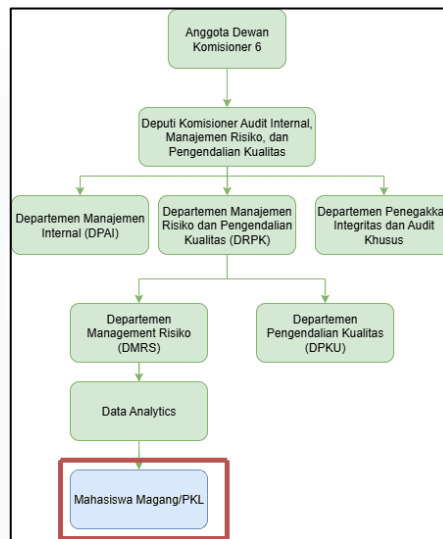 Anggota Dewan
Komisioner 6
Deputi Komisioner Audit Internal,
Manajemen Risiko, dan
Pengendalian Kualitas
Departemen Manajemen
Internal (DPAI)
Departemen Manajemen
Risiko dan Pengendalian
Kualitas (DRPK)
Departemen Penegakka
Integritas dan Audit
Khusus
Departemen
Management Risiko
(DMRS)
Departemen
Pengendalian Kualitas
(DPKU)
Data Analytics
Mahasiswa Magang/PKL